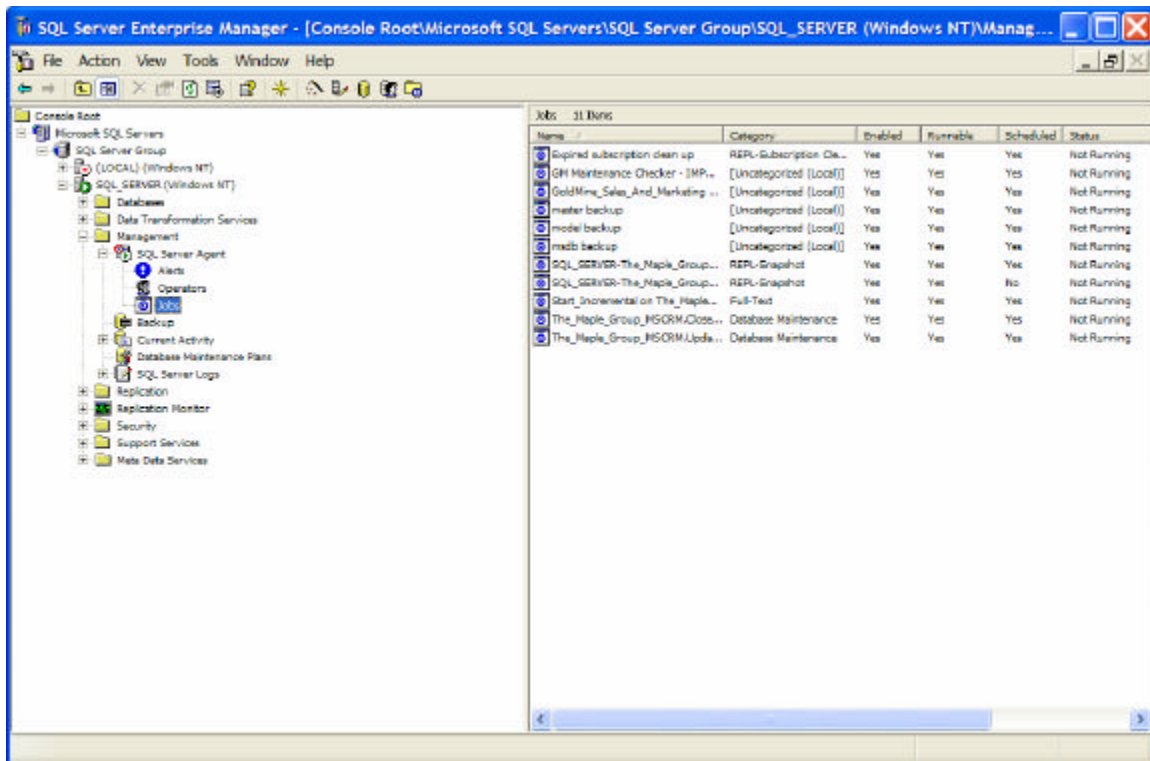 SQL Server Enterprise Manager - [Console Root\Microsoft SQL Servers\SQL Server Group\SQL_SERVER (Windows NT)\Manag...
File Action View Tools Window Help
Console Root
Microsoft SQL Servers
SQL Server Group
(LOCAL) (Windows NT)
SQL_SERVER (Windows NT)
Databases
Data Transformation Services
Management
SQL Server Agent
Alerts
Operators
Jobs
Backup
Current Activity
Database Maintenance Plans
SQL Server Logs
Replication
Replication Monitor
Security
Support Services
Meta Data Services
Jobs 11 Items
Name Category Enabled Runnable Scheduled Status
Expired subscription clean up REPL-Subscription Cle... Yes Yes Yes Not Running
GM Maintenance Checker - IMP... [Uncategorized (Local)] Yes Yes Yes Not Running
GoldMine_Sales_And_Marketing ... [Uncategorized (Local)] Yes Yes Yes Not Running
master backup [Uncategorized (Local)] Yes Yes Yes Not Running
model backup [Uncategorized (Local)] Yes Yes Yes Not Running
msdb backup [Uncategorized (Local)] Yes Yes Yes Not Running
SQL_SERVER-The_Maple_Group... REPL-Snapshot Yes Yes Yes Not Running
SQL_SERVER-The_Maple_Group... REPL-Snapshot Yes Yes No Not Running
Start_Incremental on The_Maple... Full-Text Yes Yes Yes Not Running
The_Maple_Group_MSCRM.Close... Database Maintenance Yes Yes Yes Not Running
The_Maple_Group_MSCRM.Upda... Database Maintenance Yes Yes Yes Not Running